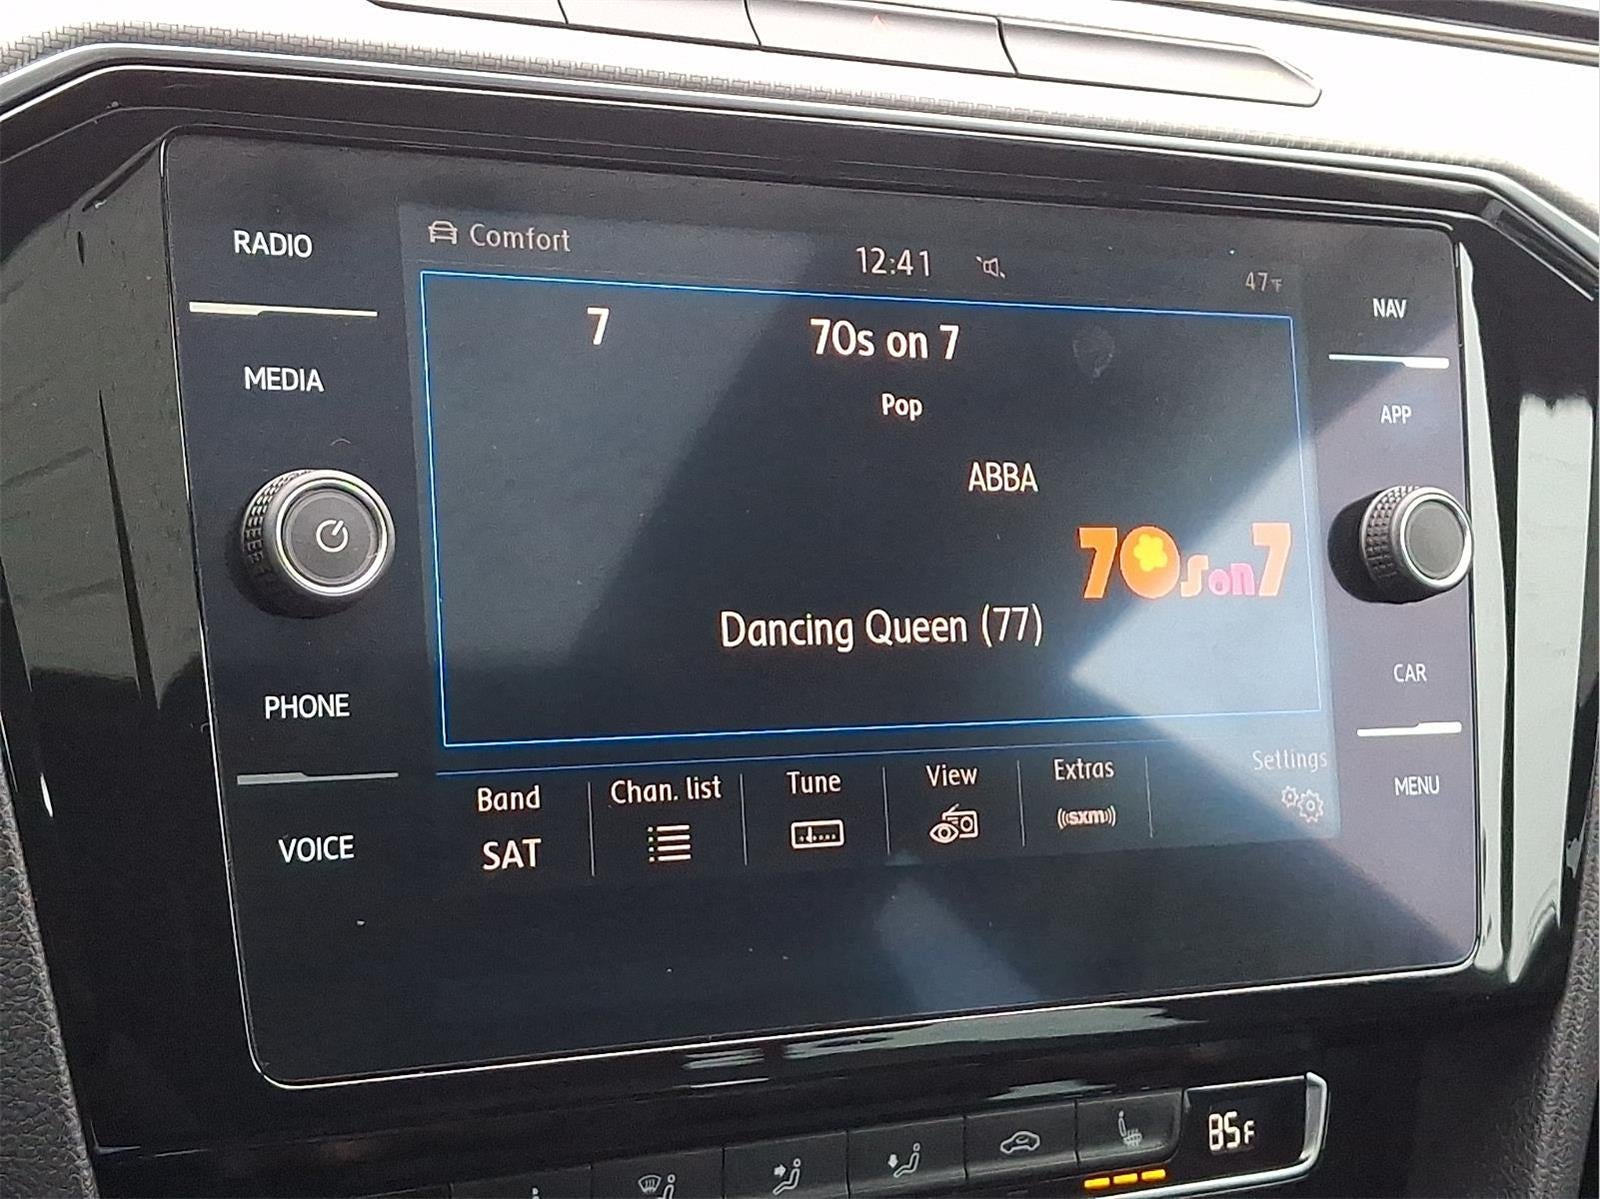 RADIO
MEDIA
PHONE
VOICE
Comfort
12:41
47°F
7
70s on 7
Pop
ABBA
70s on 7
Dancing Queen (77)
Band
SAT
Chan. list
Tune
View
Extras
((sxm))
Settings
NAV
APP
CAR
MENU
85F